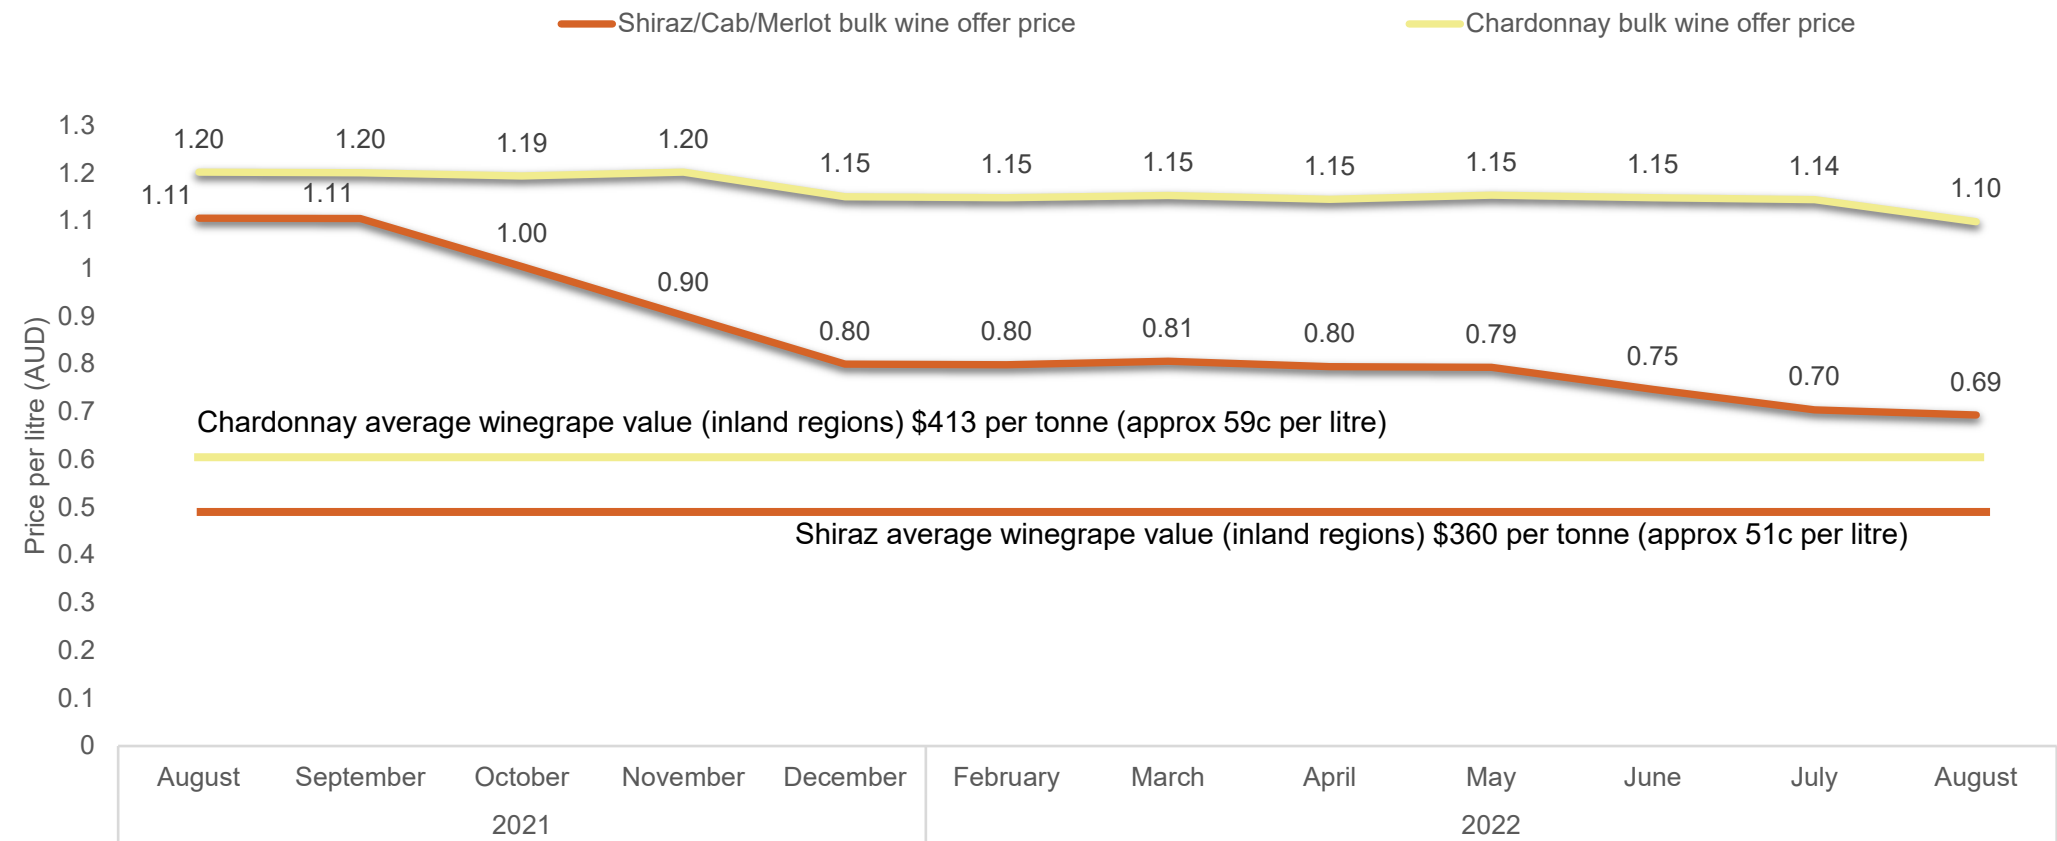 Shiraz/Cab/Merlot bulk wine offer price
Chardonnay bulk wine offer price
Price per litre (AUD)
1.3
1.2
1.1
1
0.9
0.8
0.7
0.6
0.5
0.4
0.3
0.2
0.1
0
1.20 1.20 1.19 1.20 1.15 1.15 1.15 1.15 1.15 1.15 1.14 1.10
1.11 1.11 1.00 0.90 0.80 0.80 0.81 0.80 0.79 0.75 0.70 0.69
Chardonnay average winegrape value (inland regions) $413 per tonne (approx 59c per litre)
Shiraz average winegrape value (inland regions) $360 per tonne (approx 51c per litre)
August September October November December February March April May June July August
2021 2022